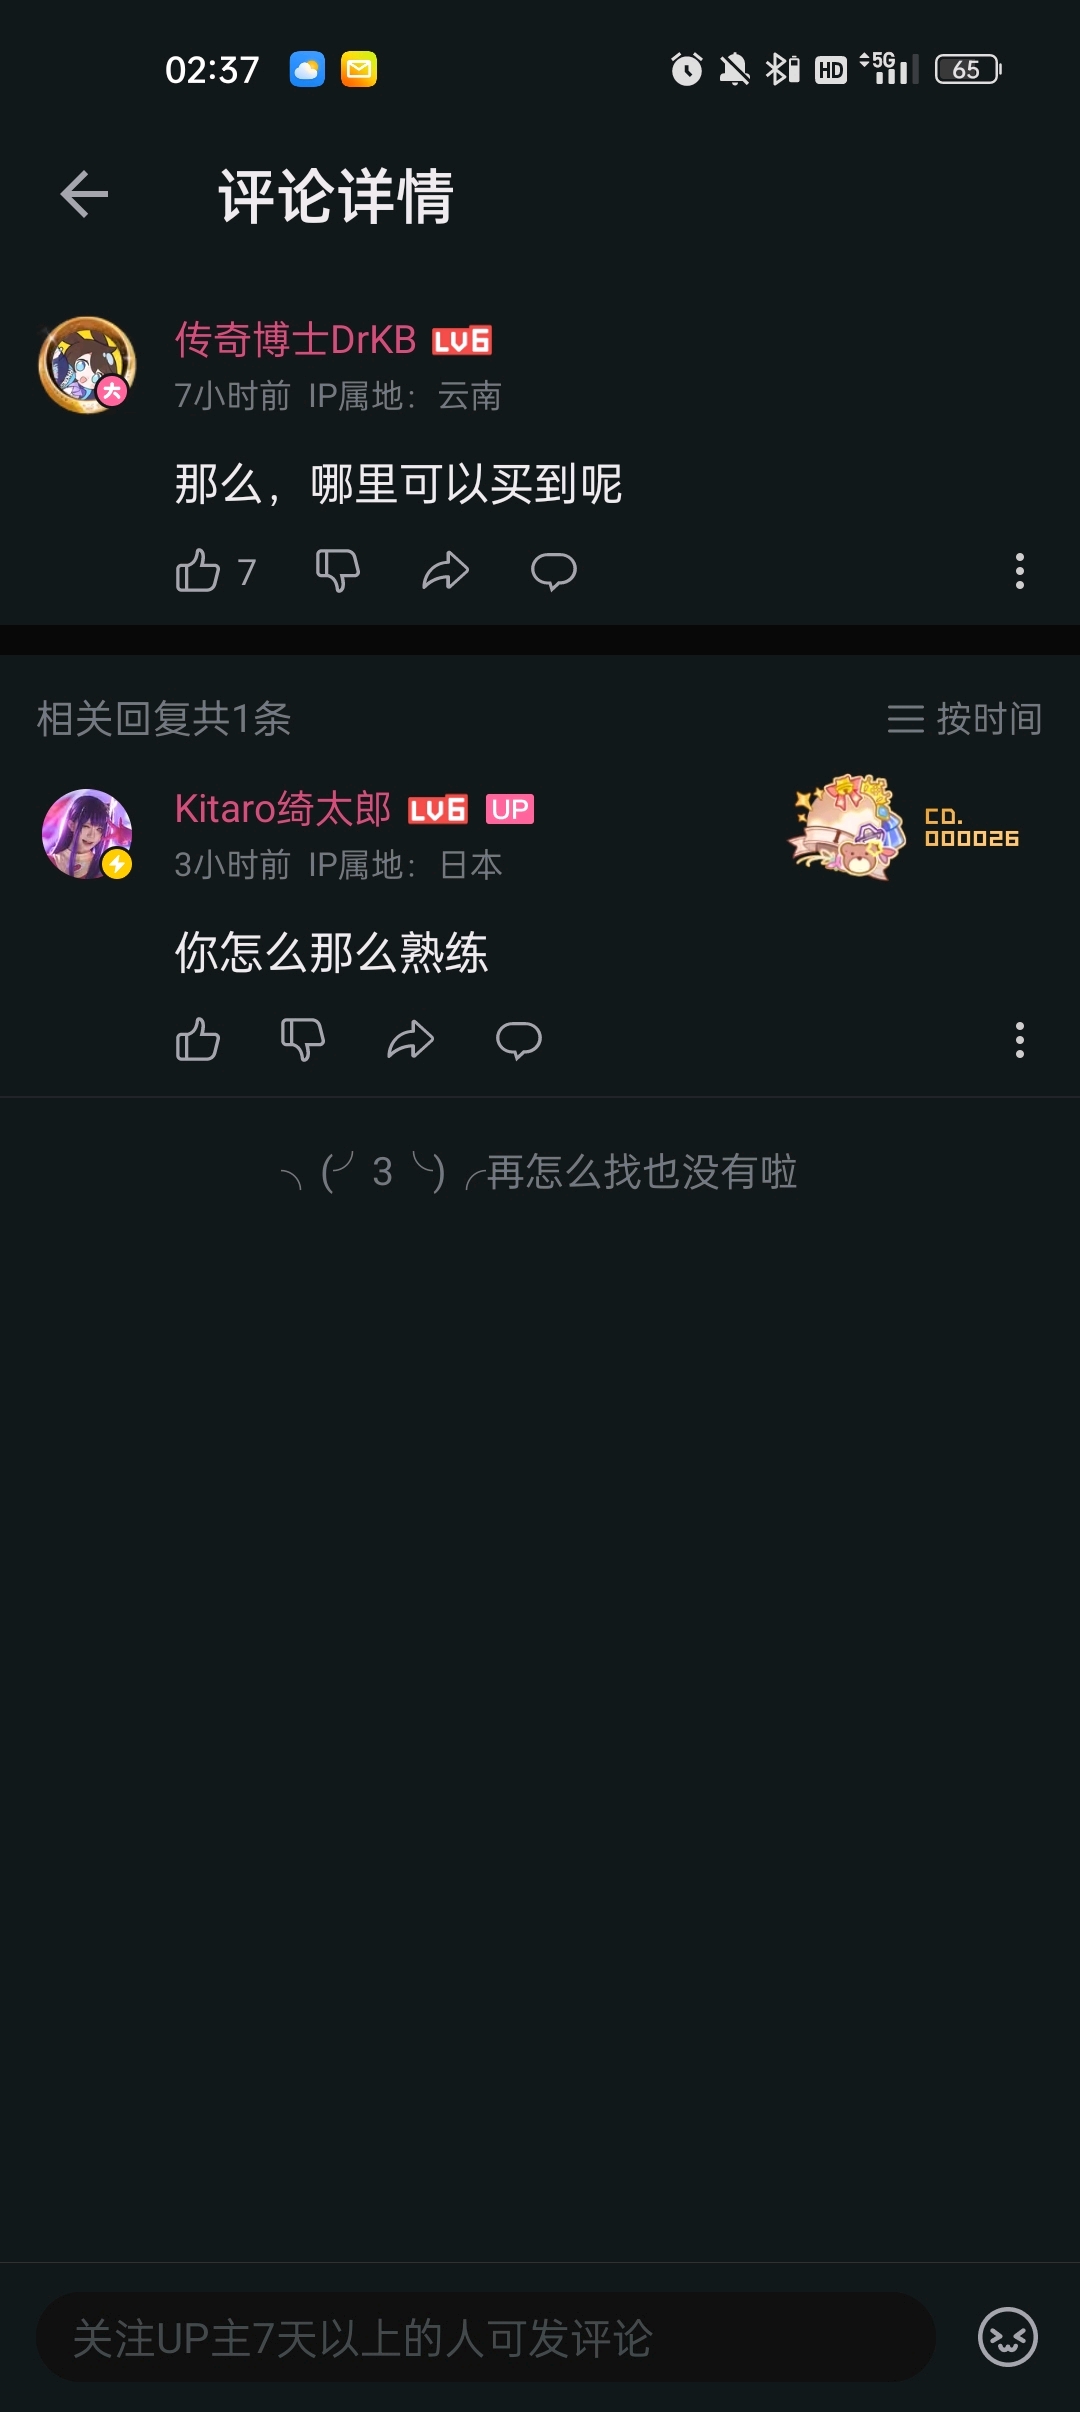 02:37 HD 5G 65
评论详情
传奇博士DrKB LV6
大
7小时前 IP属地：云南
那么，哪里可以买到呢
7
相关回复共1条 按时间
Kitaro绮太郎 LV6 UP
CD.
000026
3小时前 IP属地：日本
你怎么那么熟练
╮(╯3╰)╭再怎么找也没有啦
关注UP主7天以上的人可发评论